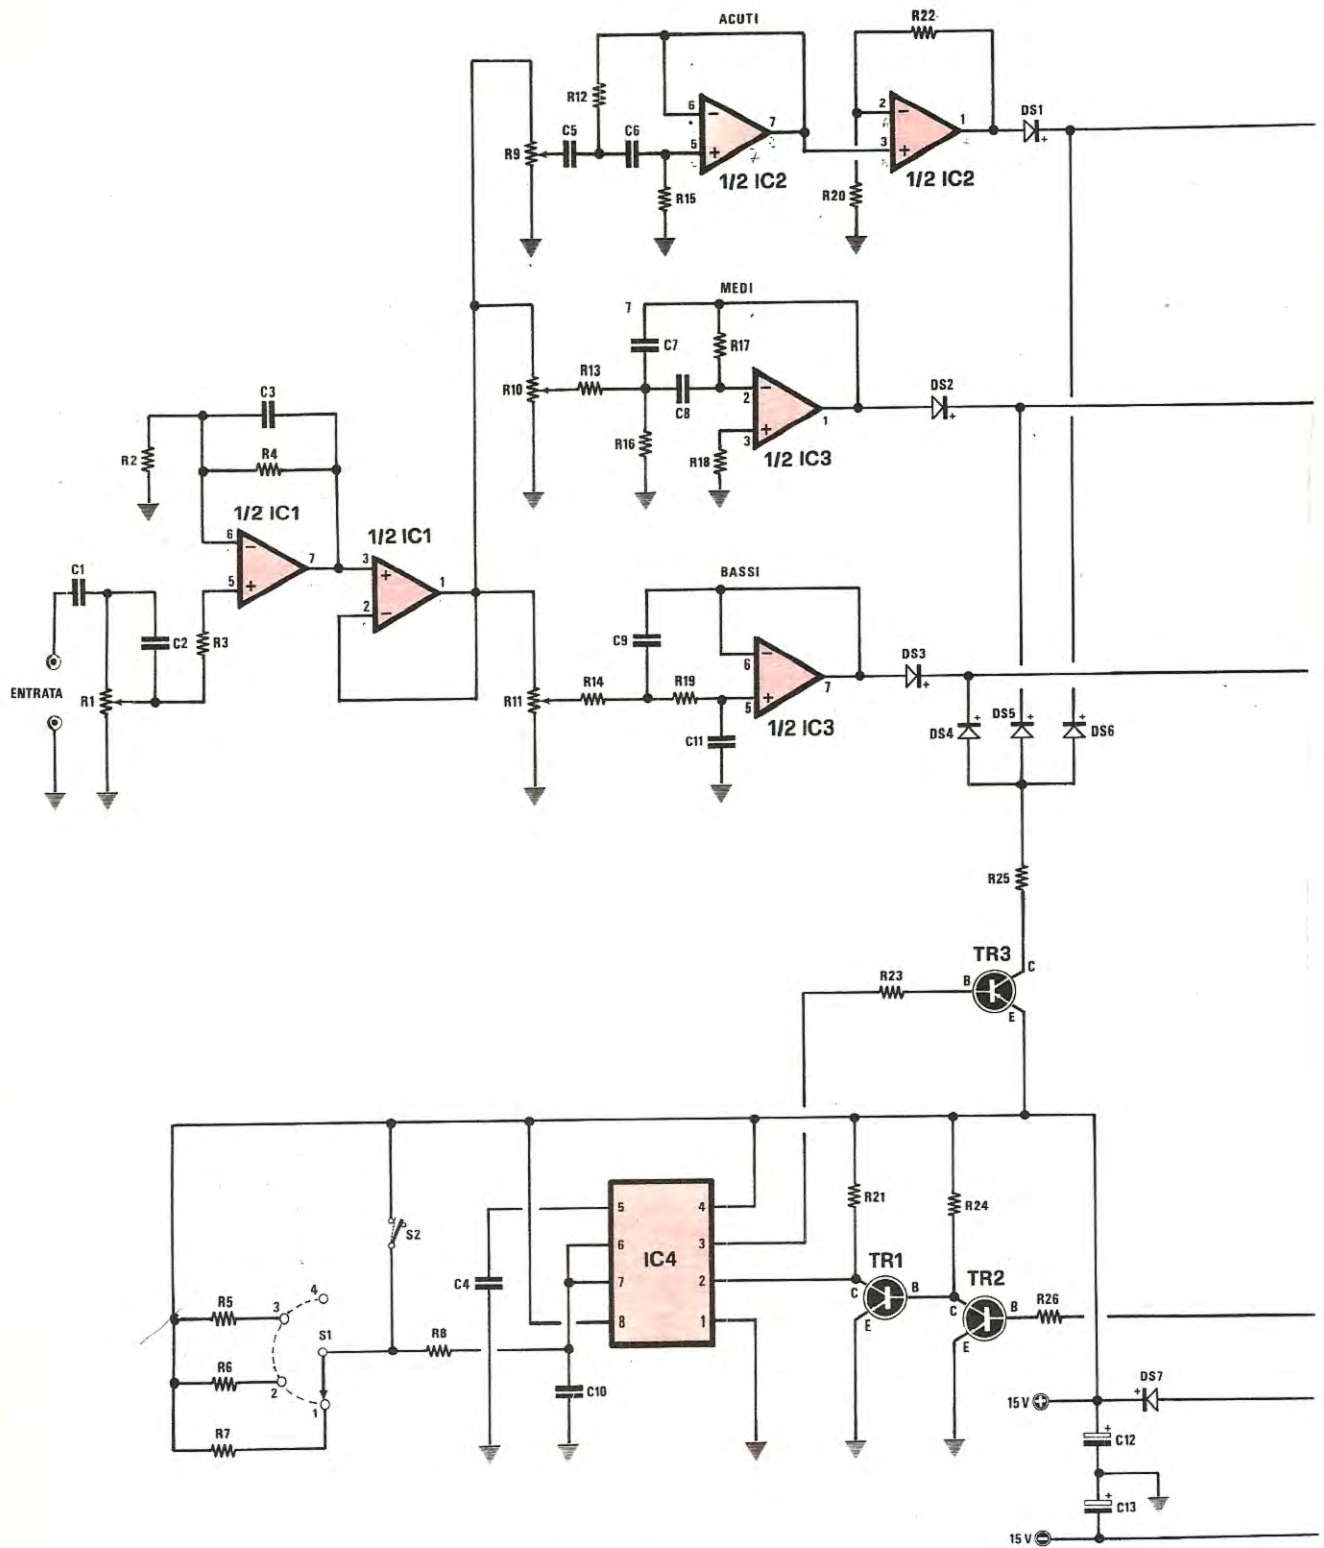 ACUTI
R22
R12
6
7
C5
C6
5
R9
1/2 IC2
R15
2
1
3
1/2 IC2
R20
DS1
+
MEDI
7
C7
R17
R13
R10
C8
2
1
3
R16
R18
1/2 IC3
DS2
+
C3
R4
R2
1/2 IC1
6
7
5
1/2 IC1
3
1
2
C1
C2
R3
ENTRATA
R1
BASSI
C9
6
7
5
R14
R19
R11
C11
1/2 IC3
DS3
+
DS4
+
DS5
+
DS6
+
R25
TR3
C
B
E
R23
S2
5
4
6
3
7
2
8
1
IC4
C4
R21
R24
TR1
C
B
E
TR2
C
B
E
R26
R5
3
4
S1
R6
2
1
R7
R8
C10
15 V +
+
DS7
+
C12
+
C13
15 V −